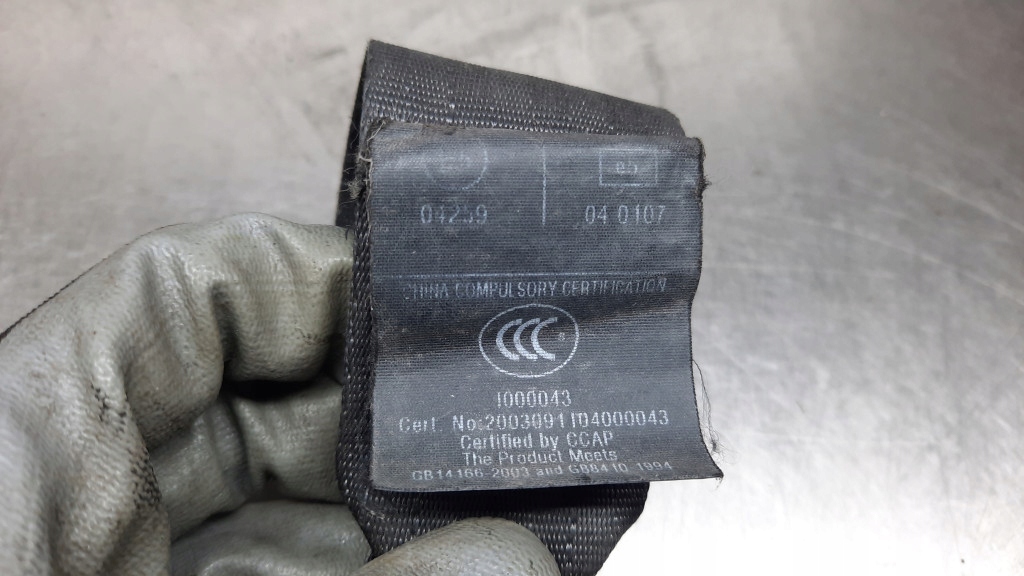 e5
04 0107
CHINA COMPULSORY CERTIFICATION
CCC
I000043
Cert. No:2003091104000043
Certified by CCAP
The Product Meets
GB14166-2003 and GB8410-1994